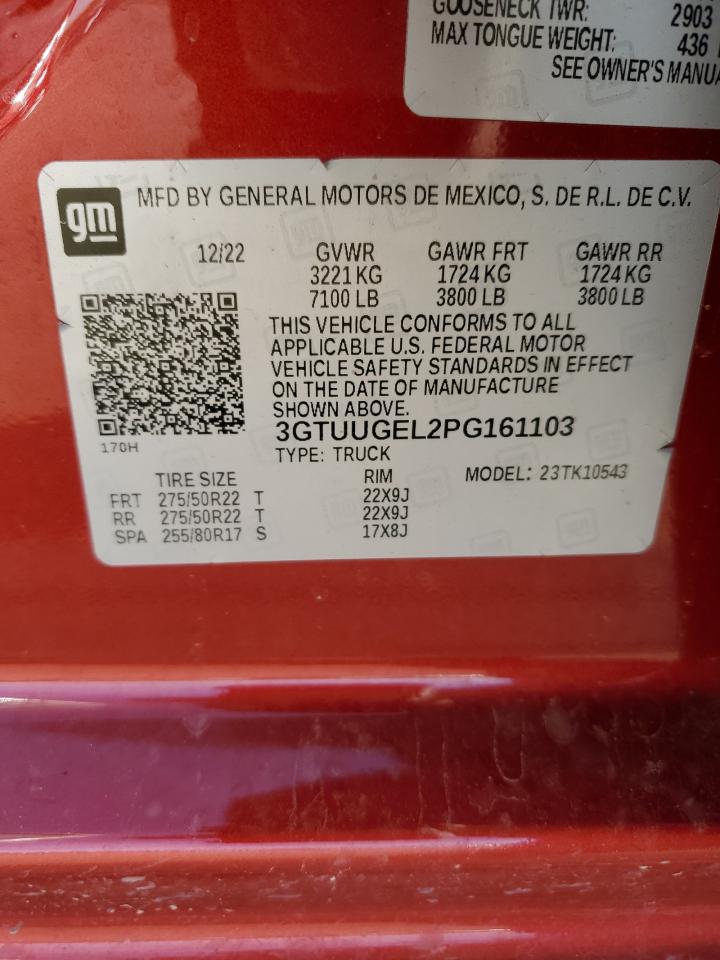 GOOSENECK TWR: 2903
MAX TONGUE WEIGHT: 436
SEE OWNER'S MANUA
gm
MFD BY GENERAL MOTORS DE MEXICO, S. DE R.L. DE C.V.
12/22 GVWR GAWR FRT GAWR RR
3221 KG 1724 KG 1724 KG
7100 LB 3800 LB 3800 LB
THIS VEHICLE CONFORMS TO ALL
APPLICABLE U.S. FEDERAL MOTOR
VEHICLE SAFETY STANDARDS IN EFFECT
ON THE DATE OF MANUFACTURE
SHOWN ABOVE.
170H
3GTUUGEL2PG161103
TYPE: TRUCK
TIRE SIZE RIM MODEL: 23TK10543
FRT 275/50R22 T 22X9J
RR 275/50R22 T 22X9J
SPA 255/80R17 S 17X8J